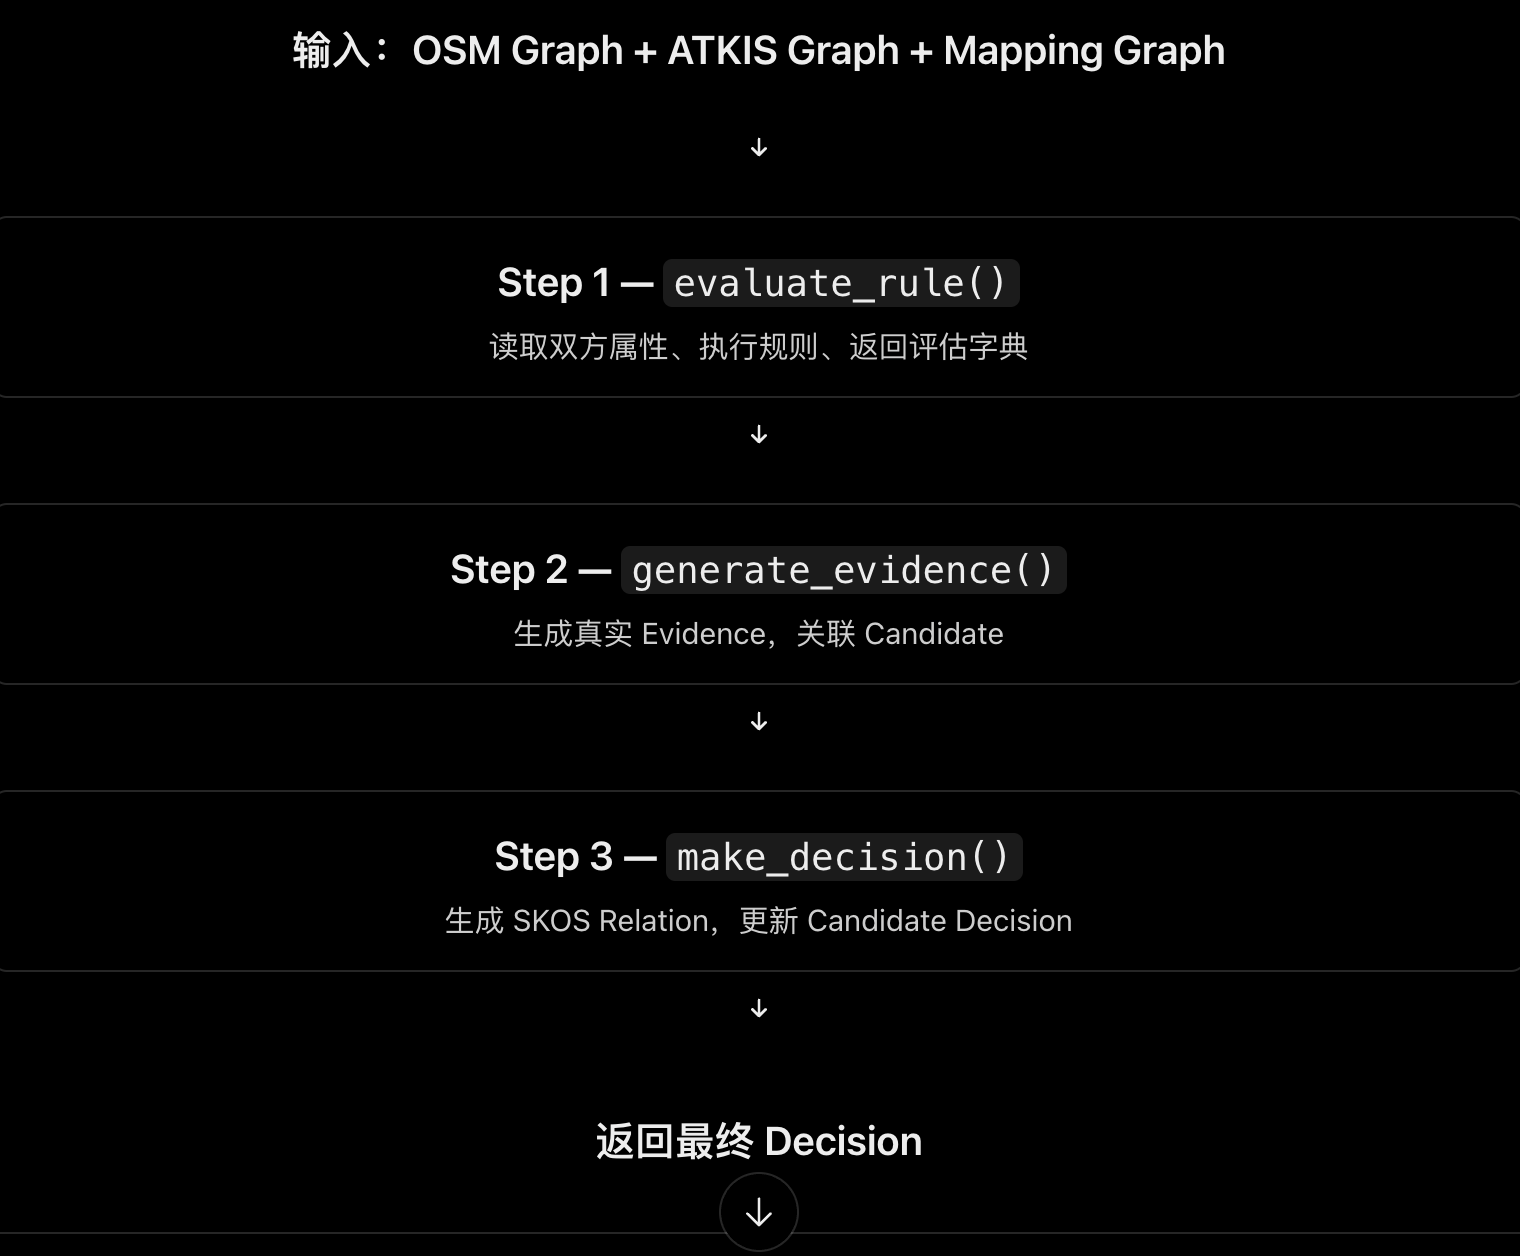 输入：OSM Graph + ATKIS Graph + Mapping Graph
↓
Step 1 — evaluate_rule()
读取双方属性、执行规则、返回评估字典
↓
Step 2 — generate_evidence()
生成真实 Evidence，关联 Candidate
↓
Step 3 — make_decision()
生成 SKOS Relation，更新 Candidate Decision
↓
返回最终 Decision